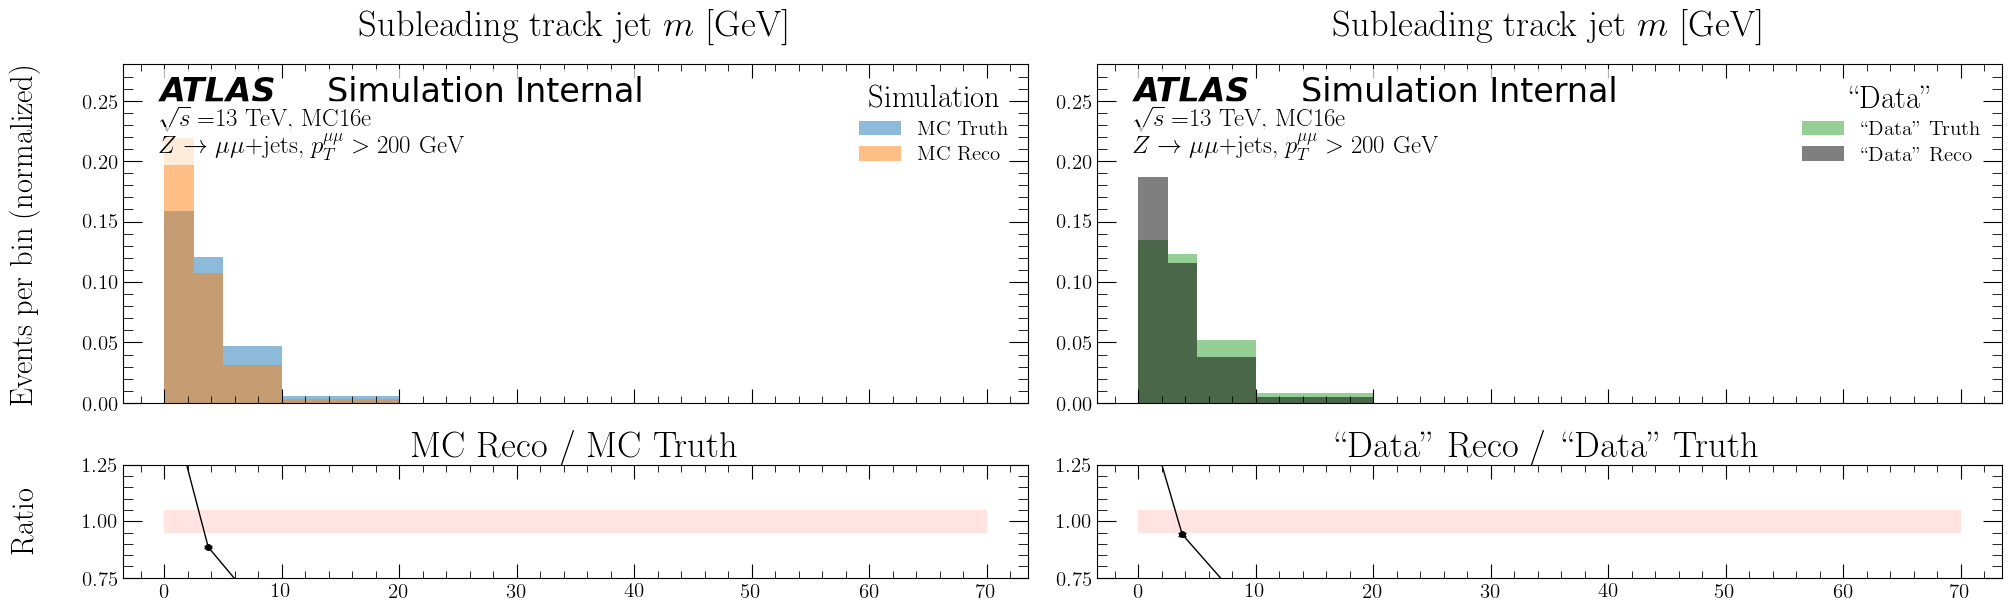 Subleading track jet m [GeV]
Subleading track jet m [GeV]
Events per bin (normalized)
ATLAS Simulation Internal
√s =13 TeV, MC16e
Z → μμ+jets, p_T^{μμ} > 200 GeV
Simulation
MC Truth
MC Reco
0.25
0.20
0.15
0.10
0.05
0.00
ATLAS Simulation Internal
√s =13 TeV, MC16e
Z → μμ+jets, p_T^{μμ} > 200 GeV
“Data”
“Data” Truth
“Data” Reco
0.25
0.20
0.15
0.10
0.05
0.00
MC Reco / MC Truth
Ratio
1.25
1.00
0.75
0 10 20 30 40 50 60 70
“Data” Reco / “Data” Truth
1.25
1.00
0.75
0 10 20 30 40 50 60 70